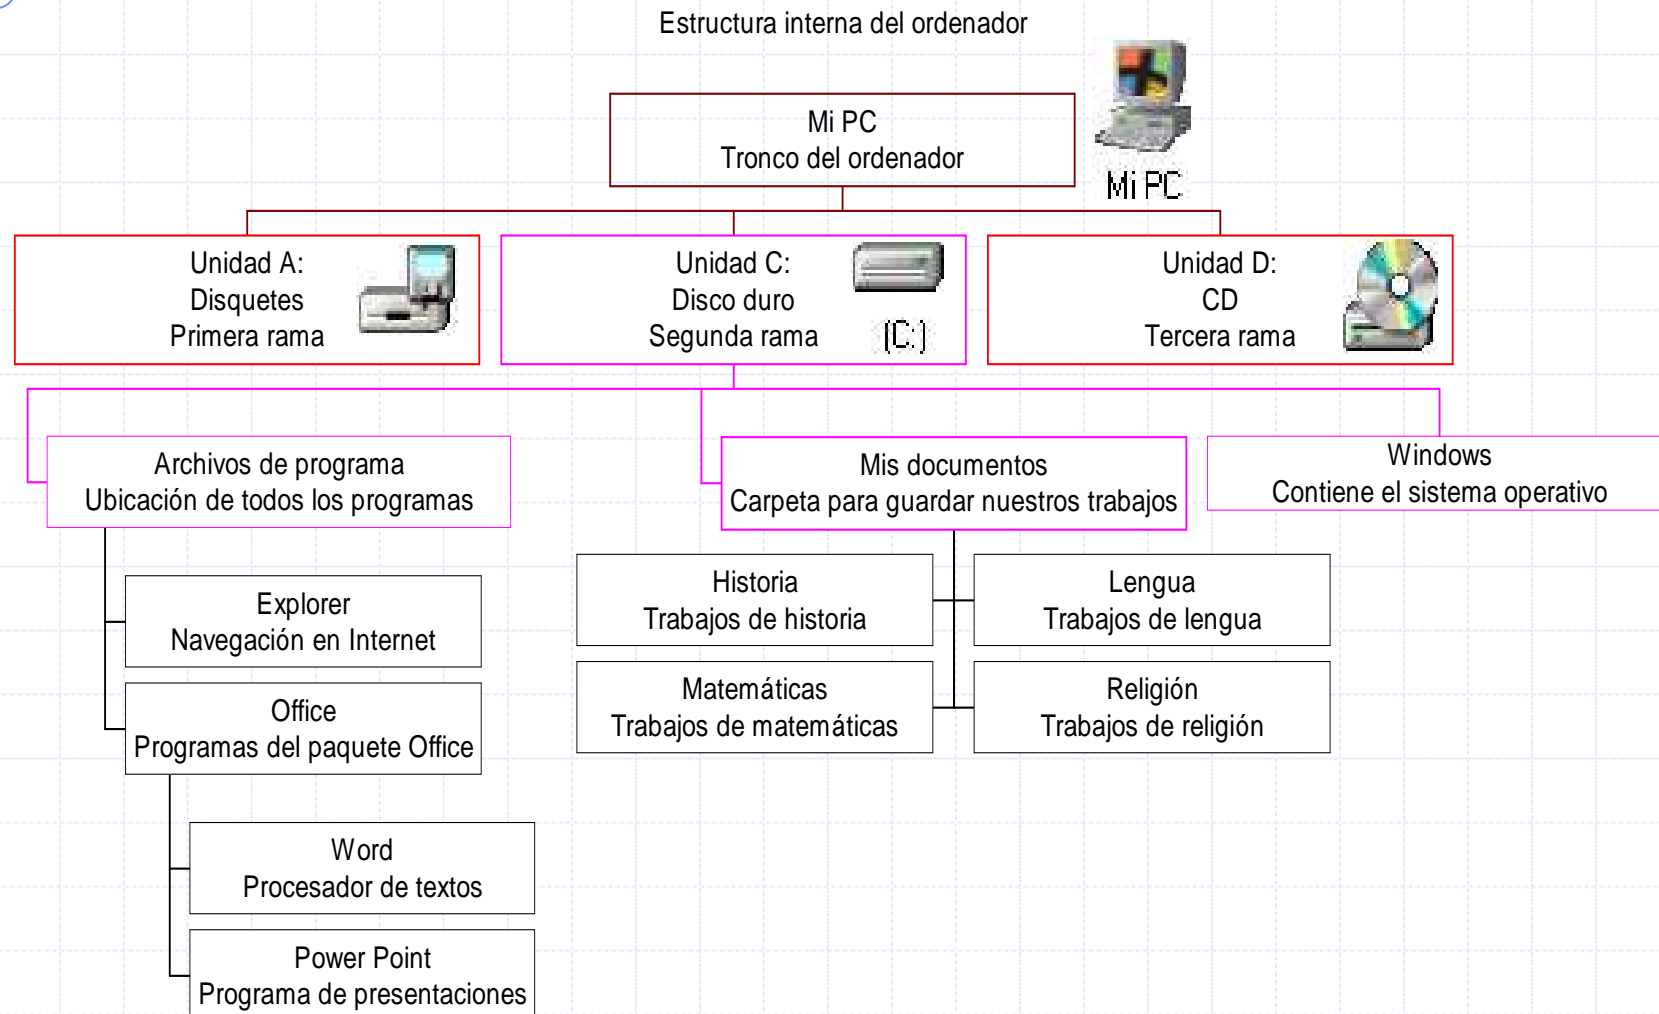 Estructura interna del ordenador
Mi PC
Tronco del ordenador
Mi PC
Unidad A:
Disquetes
Primera rama
Unidad C:
Disco duro
Segunda rama
(C:)
Unidad D:
CD
Tercera rama
Archivos de programa
Ubicación de todos los programas
Mis documentos
Carpeta para guardar nuestros trabajos
Windows
Contiene el sistema operativo
Explorer
Navegación en Internet
Historia
Trabajos de historia
Lengua
Trabajos de lengua
Office
Programas del paquete Office
Matemáticas
Trabajos de matemáticas
Religión
Trabajos de religión
Word
Procesador de textos
Power Point
Programa de presentaciones